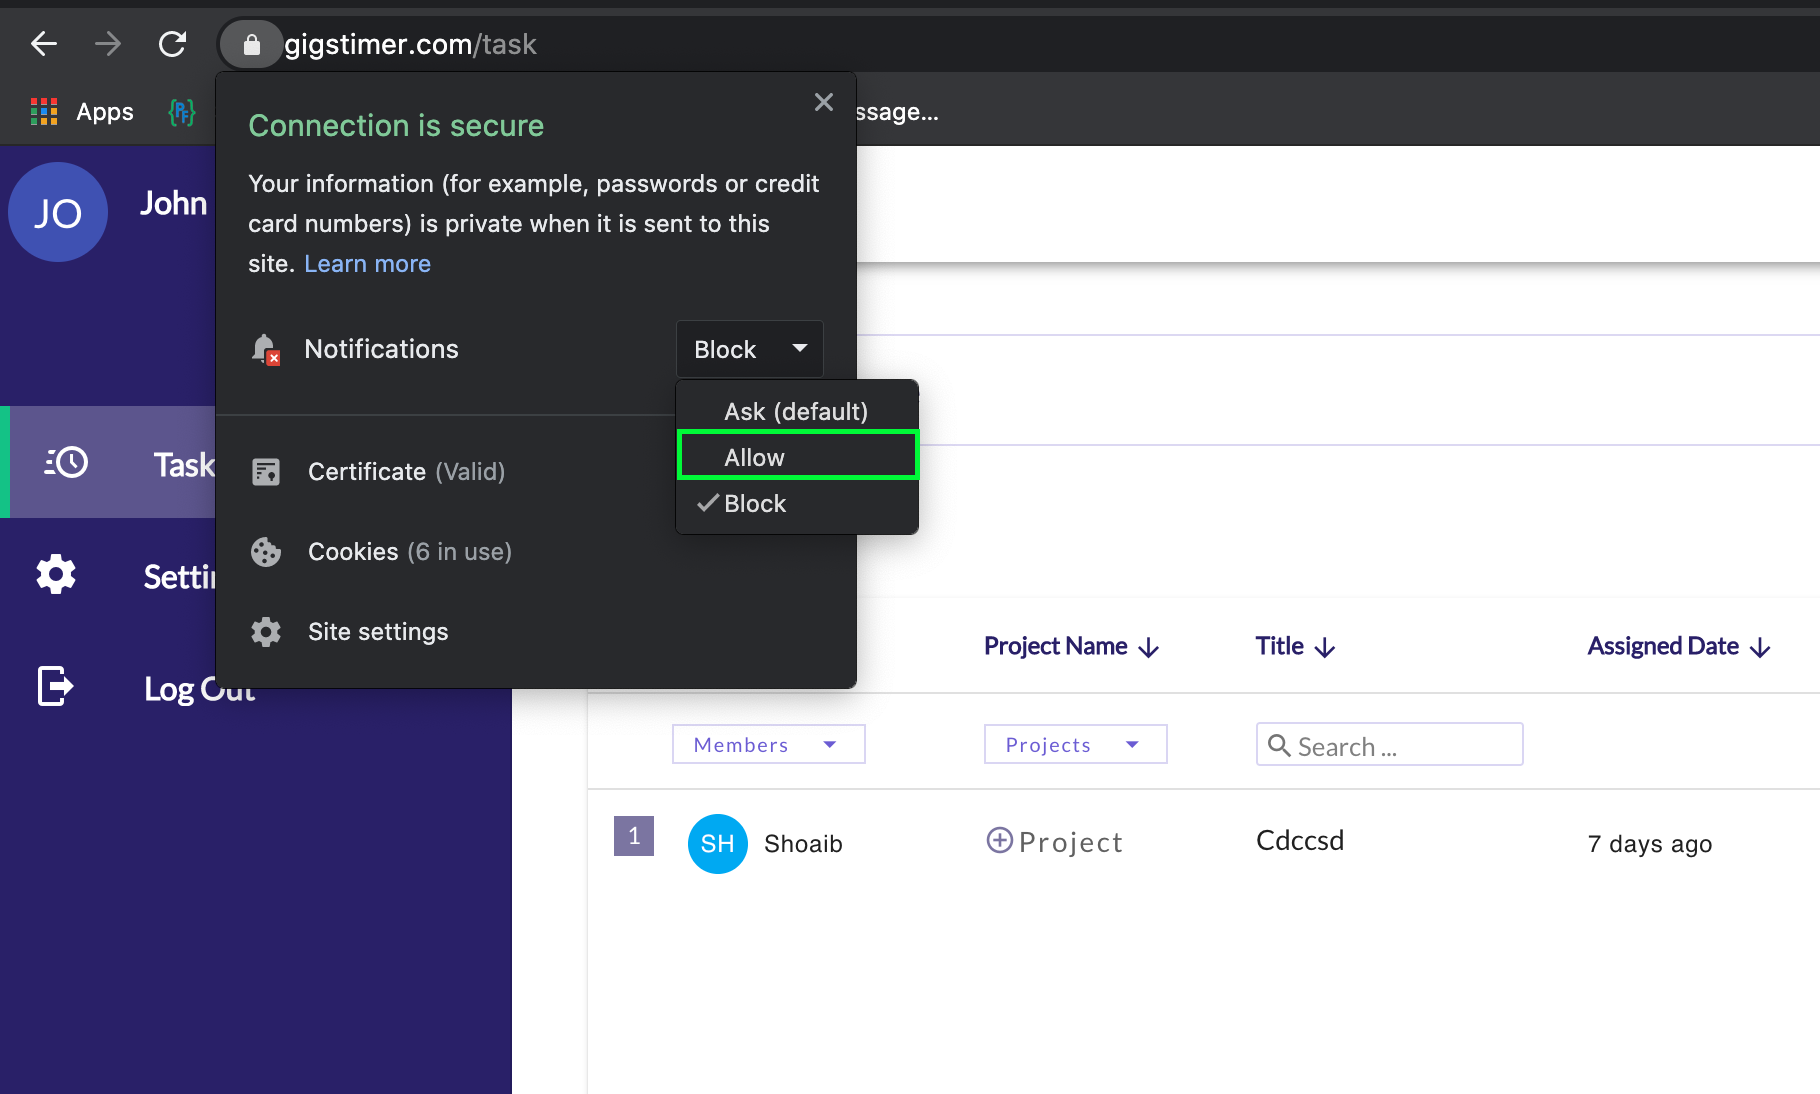 gigstimer.com/task
Apps
ssage...
Connection is secure
Your information (for example, passwords or credit
card numbers) is private when it is sent to this
site. Learn more
Notifications
Block
Ask (default)
Allow
Block
Certificate (Valid)
Cookies (6 in use)
Site settings
JO
John
Task
Settin
Log Out
Project Name
Title
Assigned Date
Members
Projects
Search ...
1
SH
Shoaib
Project
Cdccsd
7 days ago